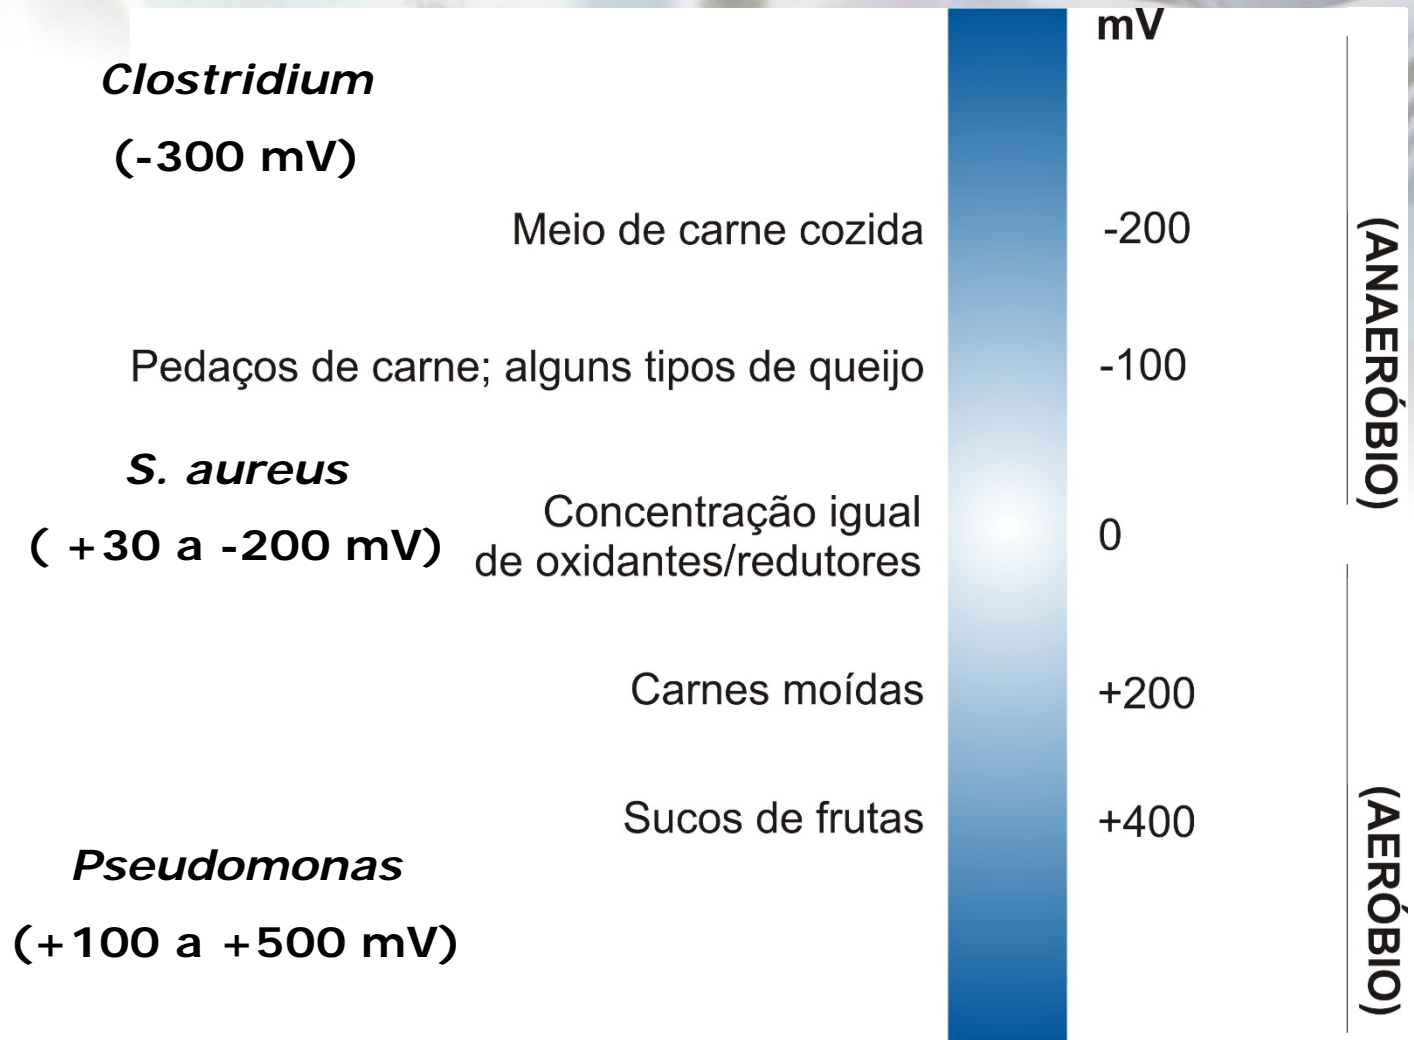 mV
Clostridium
(-300 mV)
Meio de carne cozida
-200
Pedaços de carne; alguns tipos de queijo
-100
S. aureus
( +30 a -200 mV)
Concentração igual
de oxidantes/redutores
0
Carnes moídas
+200
Sucos de frutas
+400
Pseudomonas
(+100 a +500 mV)
(ANAERÓBIO)
(AERÓBIO)